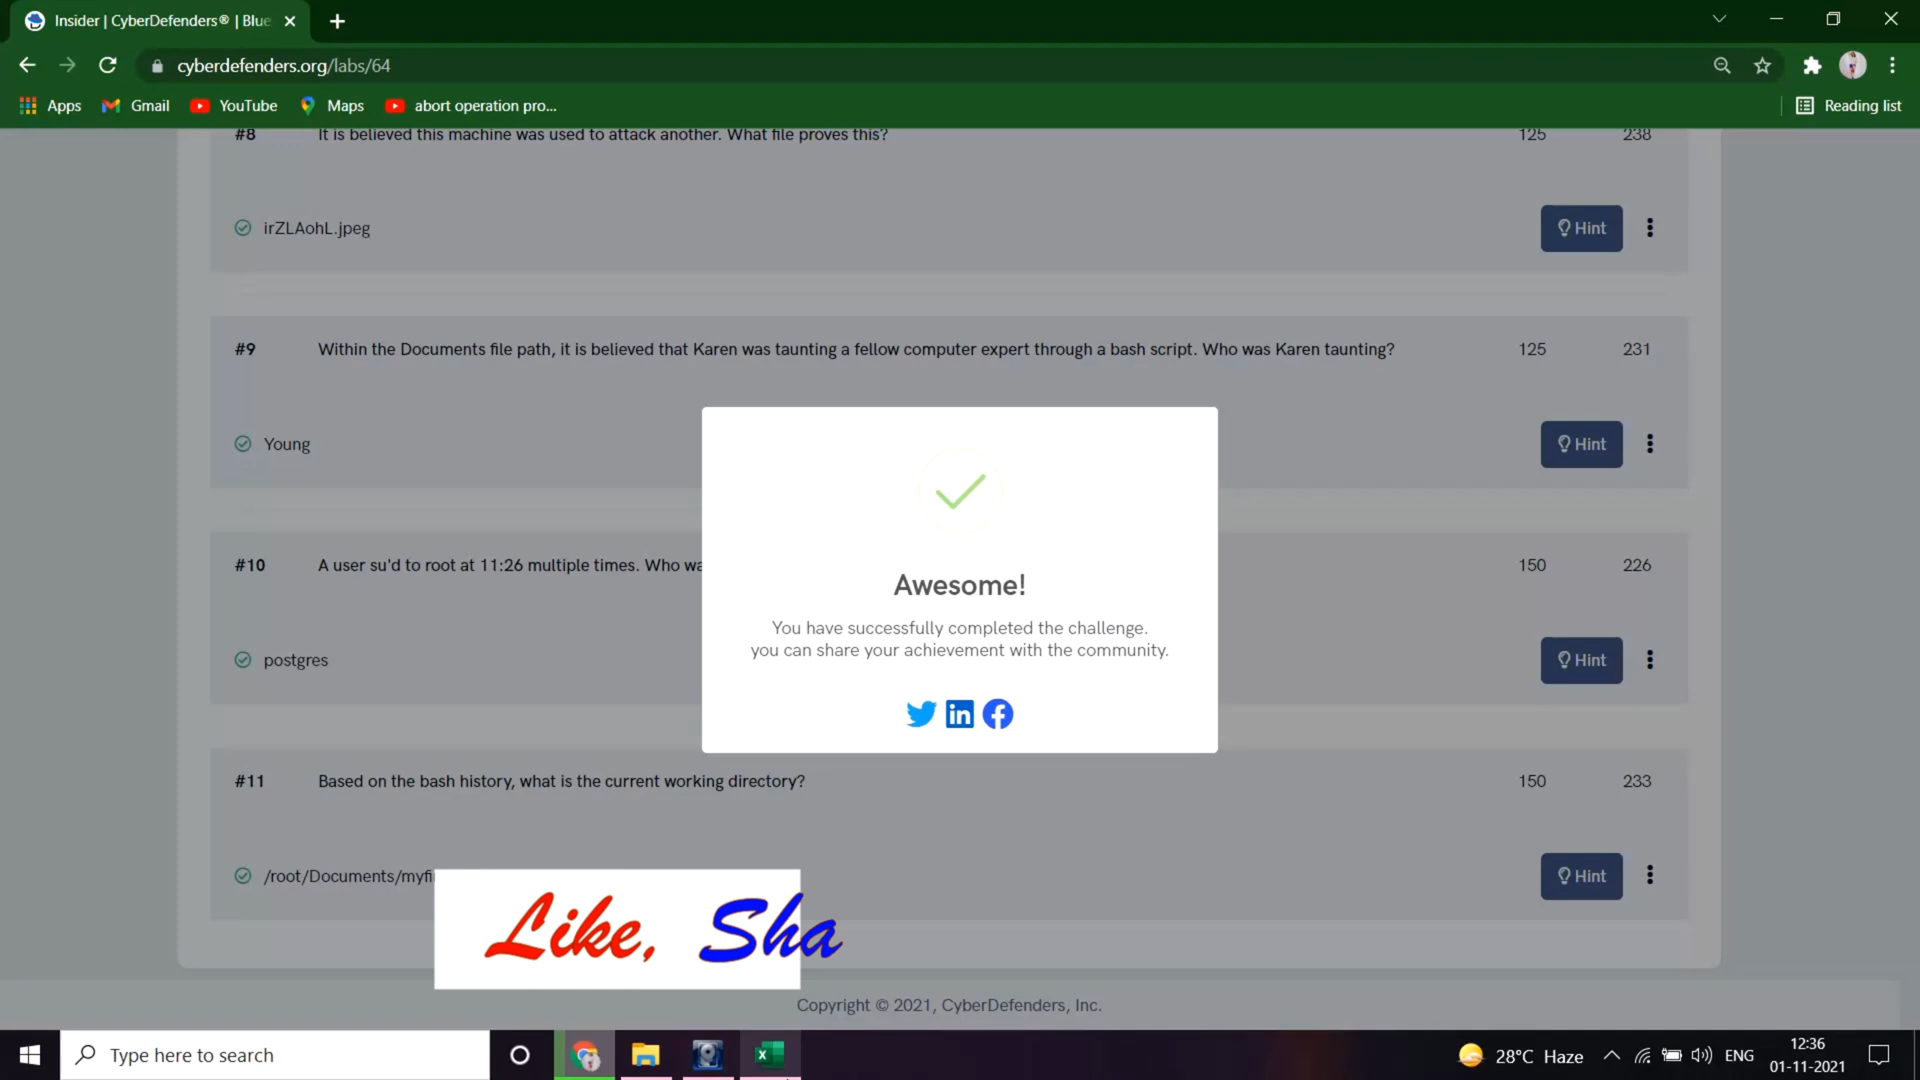 Insider | CyberDefenders® | Blue
cyberdefenders.org/labs/64
Apps Gmail YouTube Maps abort operation pro... Reading list
#8 It is believed this machine was used to attack another. What file proves this? 125 238
irZLAohL.jpeg Hint
#9 Within the Documents file path, it is believed that Karen was taunting a fellow computer expert through a bash script. Who was Karen taunting? 125 231
Young Hint
#10 A user su'd to root at 11:26 multiple times. Who wa 150 226
postgres Hint
Awesome!
You have successfully completed the challenge.
you can share your achievement with the community.
#11 Based on the bash history, what is the current working directory? 150 233
/root/Documents/myfi Hint
Like, Sha
Copyright © 2021, CyberDefenders, Inc.
Type here to search 28°C Haze ENG 12:36
01-11-2021